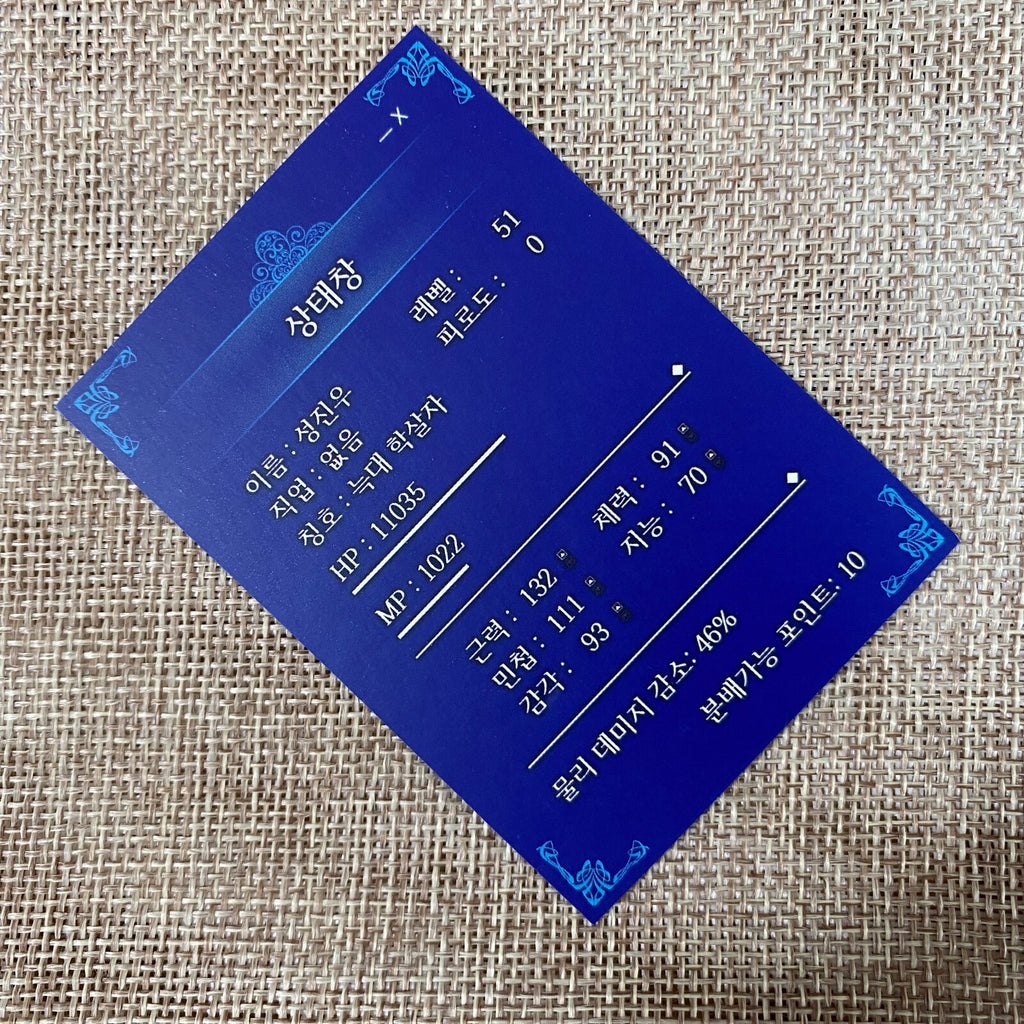 – X
상태창
이름 : 성진우 레벨 : 51
직업 : 없음 피로도 : 0
칭호 : 늑대 학살자
HP : 11035
MP : 1022
근력 : 132 체력 : 91
민첩 : 111 지능 : 70
감각 : 93
물리 데미지 감소: 46%
분배가능 포인트: 10